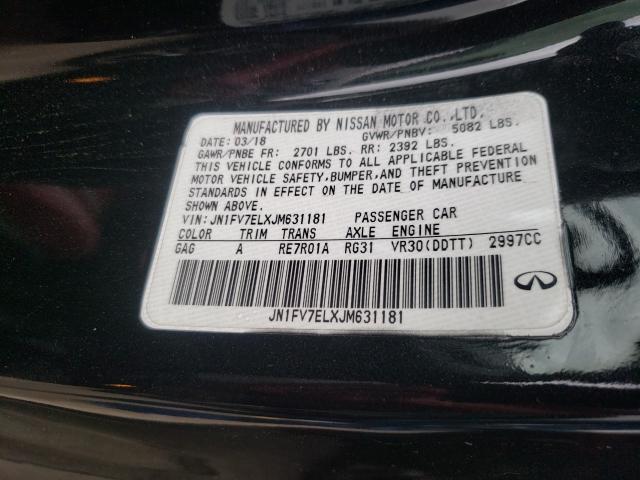 MANUFACTURED BY NISSAN MOTOR CO.,LTD.
DATE: 03/18 GVWR/PNBV: 5082 LBS.
GAWR/PNBE FR: 2701 LBS. RR: 2392 LBS.
THIS VEHICLE CONFORMS TO ALL APPLICABLE FEDERAL
MOTOR VEHICLE SAFETY,BUMPER,AND THEFT PREVENTION
STANDARDS IN EFFECT ON THE DATE OF MANUFACTURE
SHOWN ABOVE.
VIN: JN1FV7ELXJM631181 PASSENGER CAR
COLOR TRIM TRANS AXLE ENGINE
GAG A RE7R01A RG31 VR30(DDTT) 2997CC
JN1FV7ELXJM631181